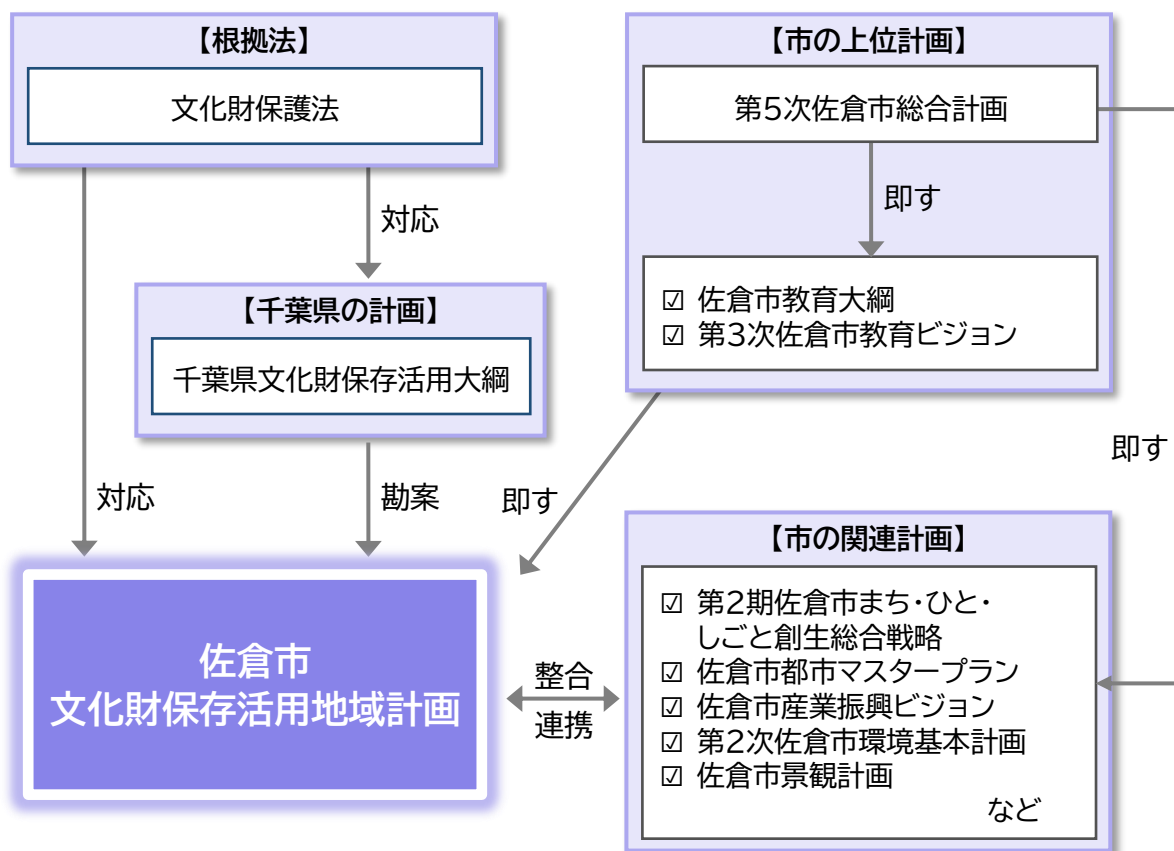 【根拠法】
文化財保護法
対応
【千葉県の計画】
千葉県文化財保存活用大綱
対応
勘案
【市の上位計画】
第5次佐倉市総合計画
即す
☑ 佐倉市教育大綱
☑ 第3次佐倉市教育ビジョン
即す
即す
佐倉市
文化財保存活用地域計画
整合
連携
【市の関連計画】
☑ 第2期佐倉市まち・ひと・
しごと創生総合戦略
☑ 佐倉市都市マスタープラン
☑ 佐倉市産業振興ビジョン
☑ 第2次佐倉市環境基本計画
☑ 佐倉市景観計画
など